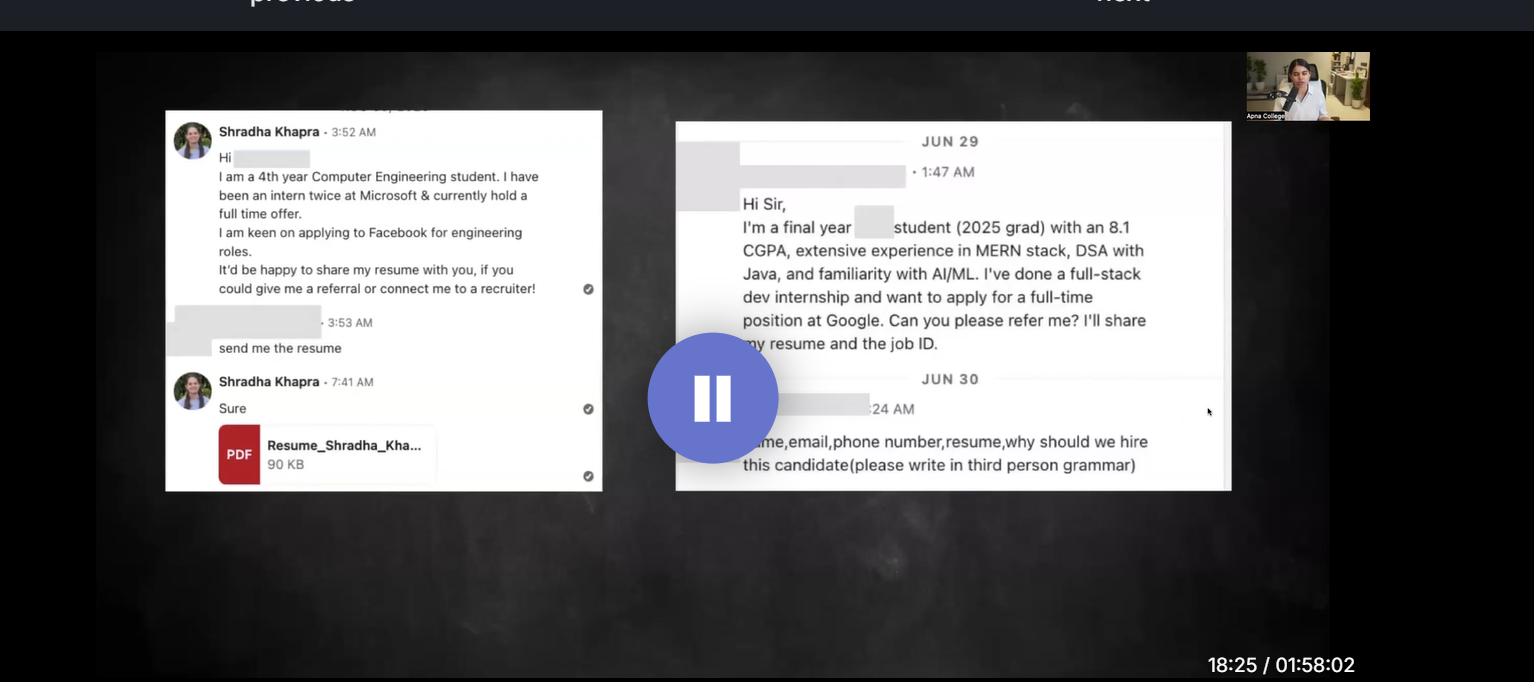 previous
next
Apna College
Shradha Khapra · 3:52 AM
Hi
I am a 4th year Computer Engineering student. I have
been an intern twice at Microsoft & currently hold a
full time offer.
I am keen on applying to Facebook for engineering
roles.
It'd be happy to share my resume with you, if you
could give me a referral or connect me to a recruiter!
· 3:53 AM
send me the resume
Shradha Khapra · 7:41 AM
Sure
PDF
Resume_Shradha_Kha...
90 KB
JUN 29
· 1:47 AM
Hi Sir,
I'm a final year student (2025 grad) with an 8.1
CGPA, extensive experience in MERN stack, DSA with
Java, and familiarity with AI/ML. I've done a full-stack
dev internship and want to apply for a full-time
position at Google. Can you please refer me? I'll share
my resume and the job ID.
JUN 30
:24 AM
me,email,phone number,resume,why should we hire
this candidate(please write in third person grammar)
18:25 / 01:58:02